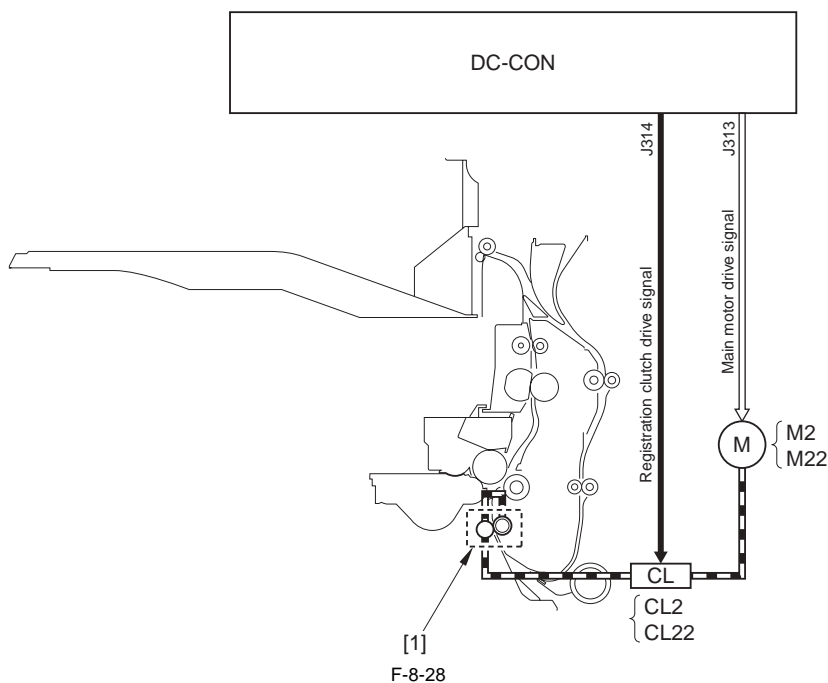 DC-CON
J314
J313
Registration clutch drive signal
Main motor drive signal
M
M2
M22
CL
CL2
CL22
[1]
F-8-28